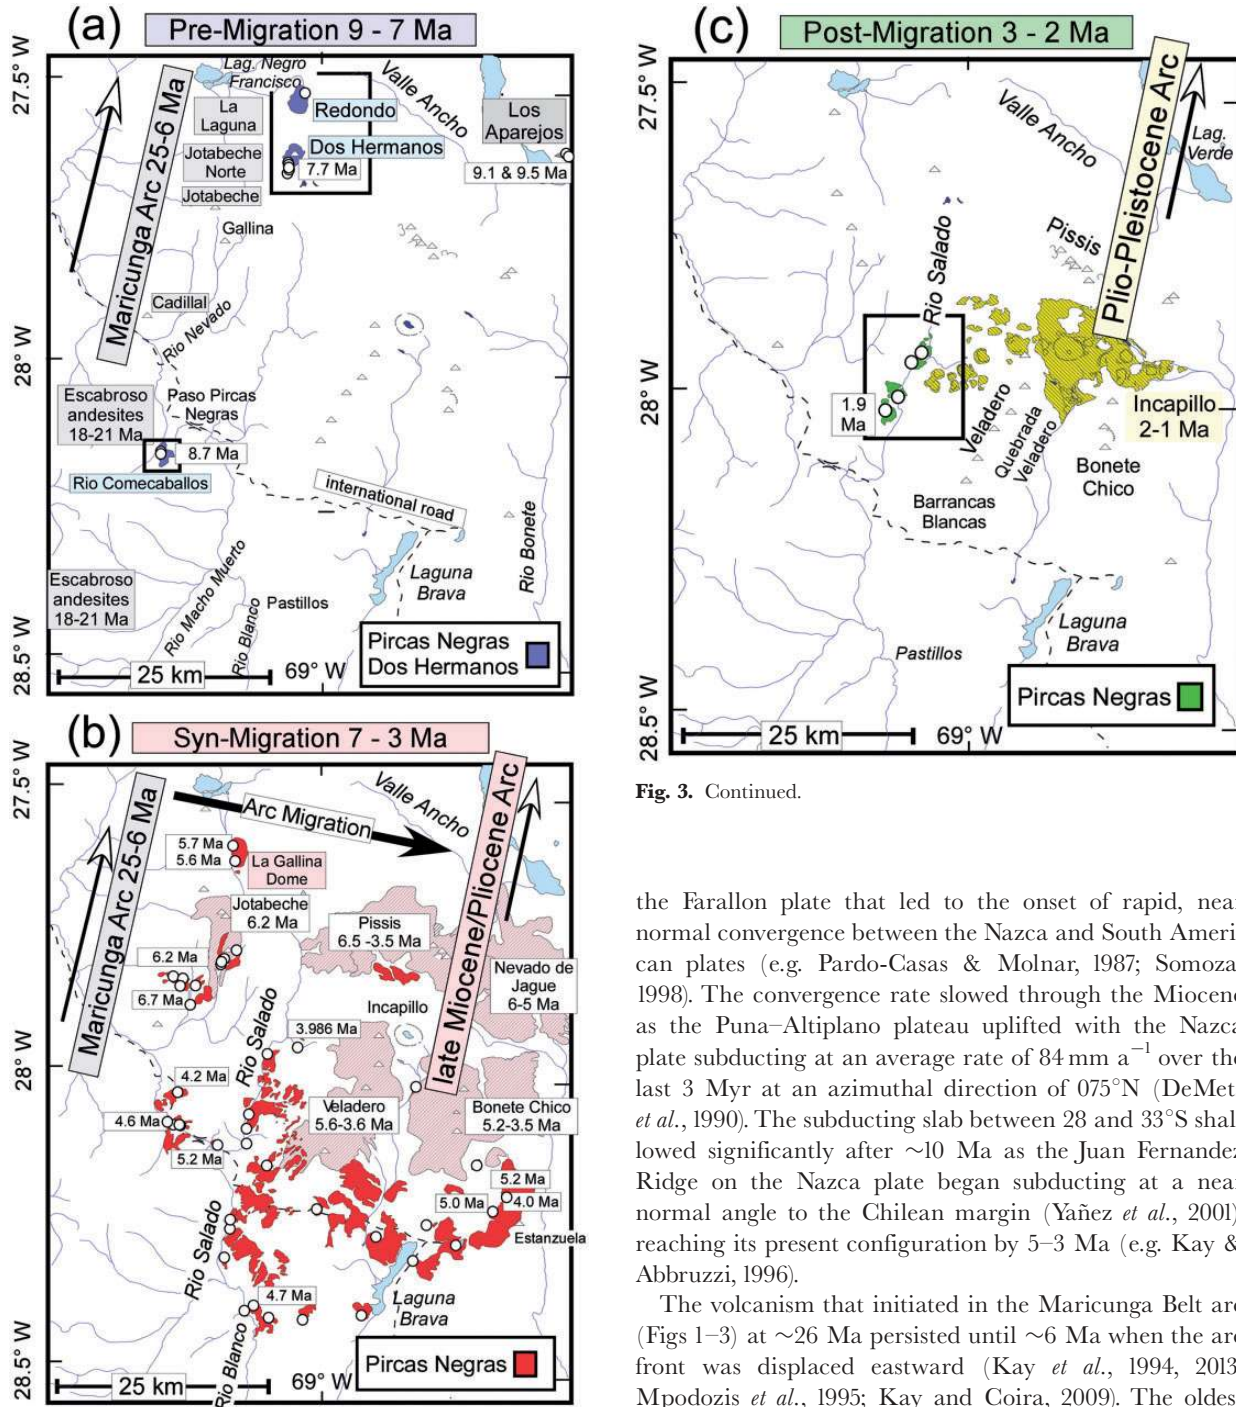 (a) Pre-Migration 9 - 7 Ma
27.5° W
28° W
28.5° W
Maricunga Arc 25-6 Ma
Lag. Negro
Francisco
La
Laguna
Jotabeche
Norte
Jotabeche
Redondo
Dos Hermanos
7.7 Ma
Valle Ancho
Los
Aparejos
9.1 & 9.5 Ma
Gallina
Cadillal
Rio Nevado
Escabroso
andesites
18-21 Ma
Paso Pircas
Negras
8.7 Ma
Rio Comecaballos
international road
Escabroso
andesites
18-21 Ma
Rio Macho Muerto
Rio Blanco
Pastillos
Laguna
Brava
Rio Bonete
Pircas Negras
Dos Hermanos
25 km
69° W
(b) Syn-Migration 7 - 3 Ma
27.5° W
28° W
28.5° W
Maricunga Arc 25-6 Ma
Arc Migration
Valle Ancho
late Miocene/Pliocene Arc
5.7 Ma
5.6 Ma
La Gallina
Dome
Jotabeche
6.2 Ma
Pissis
6.5 -3.5 Ma
6.2 Ma
6.7 Ma
Nevado de
Jague
6-5 Ma
Incapillo
Rio Salado
3.986 Ma
4.2 Ma
4.6 Ma
5.2 Ma
Veladero
5.6-3.6 Ma
Bonete Chico
5.2-3.5 Ma
5.2 Ma
5.0 Ma
4.0 Ma
Estanzuela
Rio Salado
4.7 Ma
Rio Blanco
Laguna
Brava
Pircas Negras
25 km
69° W
(c) Post-Migration 3 - 2 Ma
27.5° W
28° W
28.5° W
Valle Ancho
Plio-Pleistocene Arc
Lag.
Verde
Pissis
Rio Salado
1.9
Ma
Veladero
Quebrada
Veladero
Incapillo
2-1 Ma
Bonete
Chico
Barrancas
Blancas
Laguna
Brava
Pastillos
Pircas Negras
25 km
69° W
Fig. 3. Continued.
the Farallon plate that led to the onset of rapid, near
normal convergence between the Nazca and South Ameri
can plates (e.g. Pardo-Casas & Molnar, 1987; Somoza
1998). The convergence rate slowed through the Miocene
as the Puna–Altiplano plateau uplifted with the Nazca
plate subducting at an average rate of 84 mm a−1 over the
last 3 Myr at an azimuthal direction of 075°N (DeMet
et al., 1990). The subducting slab between 28 and 33°S shal
lowed significantly after ~10 Ma as the Juan Fernandez
Ridge on the Nazca plate began subducting at a near
normal angle to the Chilean margin (Yañez et al., 2001)
reaching its present configuration by 5–3 Ma (e.g. Kay &
Abbruzzi, 1996).
The volcanism that initiated in the Maricunga Belt arc
(Figs 1–3) at ~26 Ma persisted until ~6 Ma when the arc
front was displaced eastward (Kay et al., 1994, 2013
Mpodozis et al., 1995; Kay and Coira, 2009). The oldes